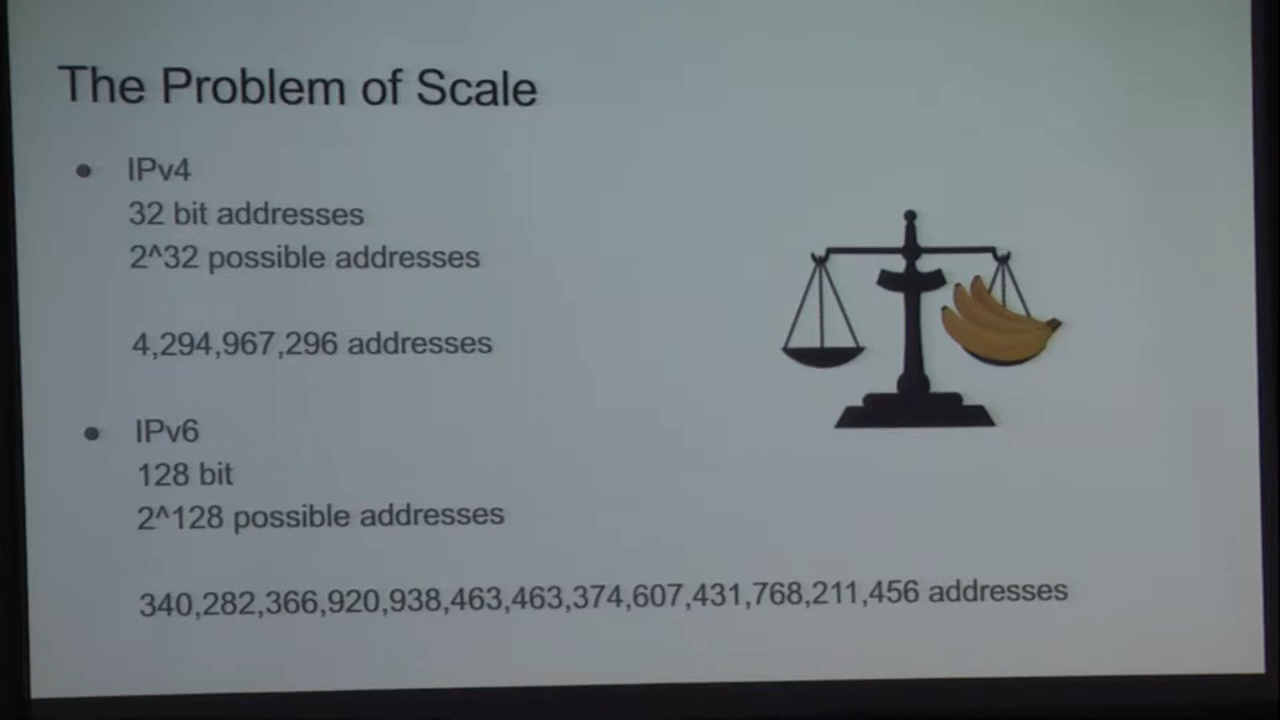 The Problem of Scale
● IPv4
32 bit addresses
2^32 possible addresses
4,294,967,296 addresses
● IPv6
128 bit
2^128 possible addresses
340,282,366,920,938,463,463,374,607,431,768,211,456 addresses